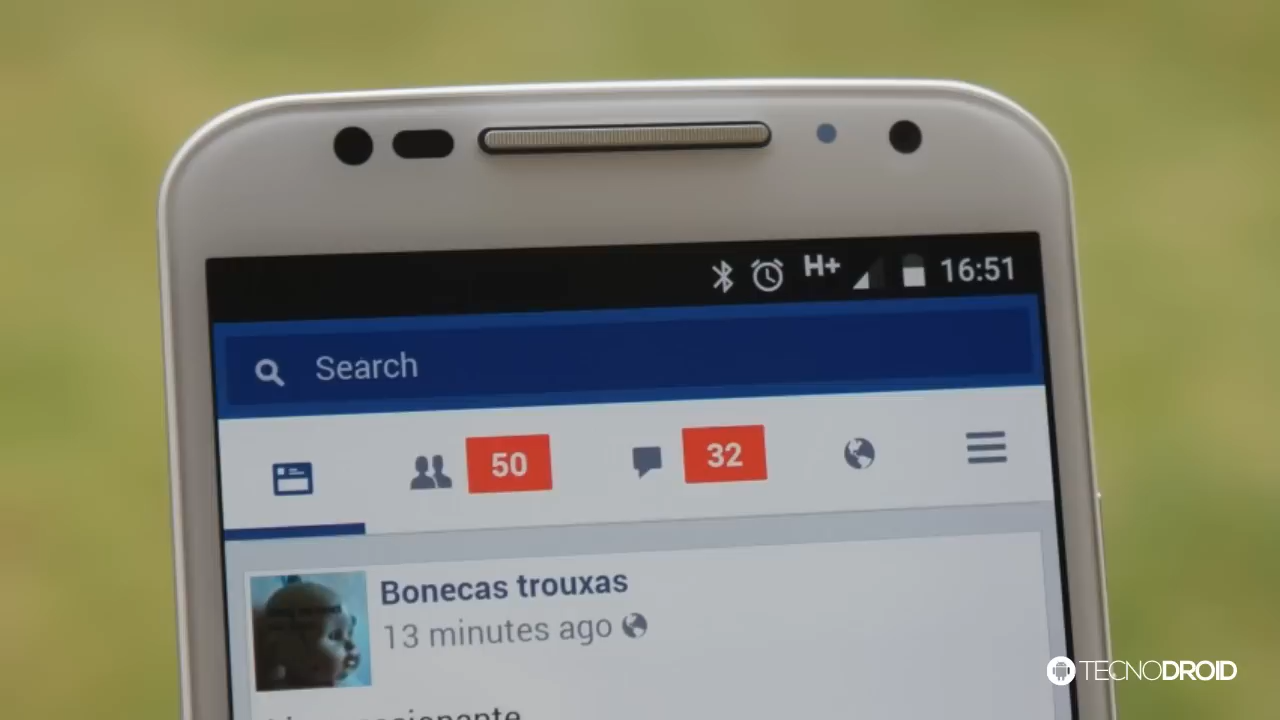 H+ 16:51
Search
50 32
Bonecas trouxas
13 minutes ago
TECNODROID